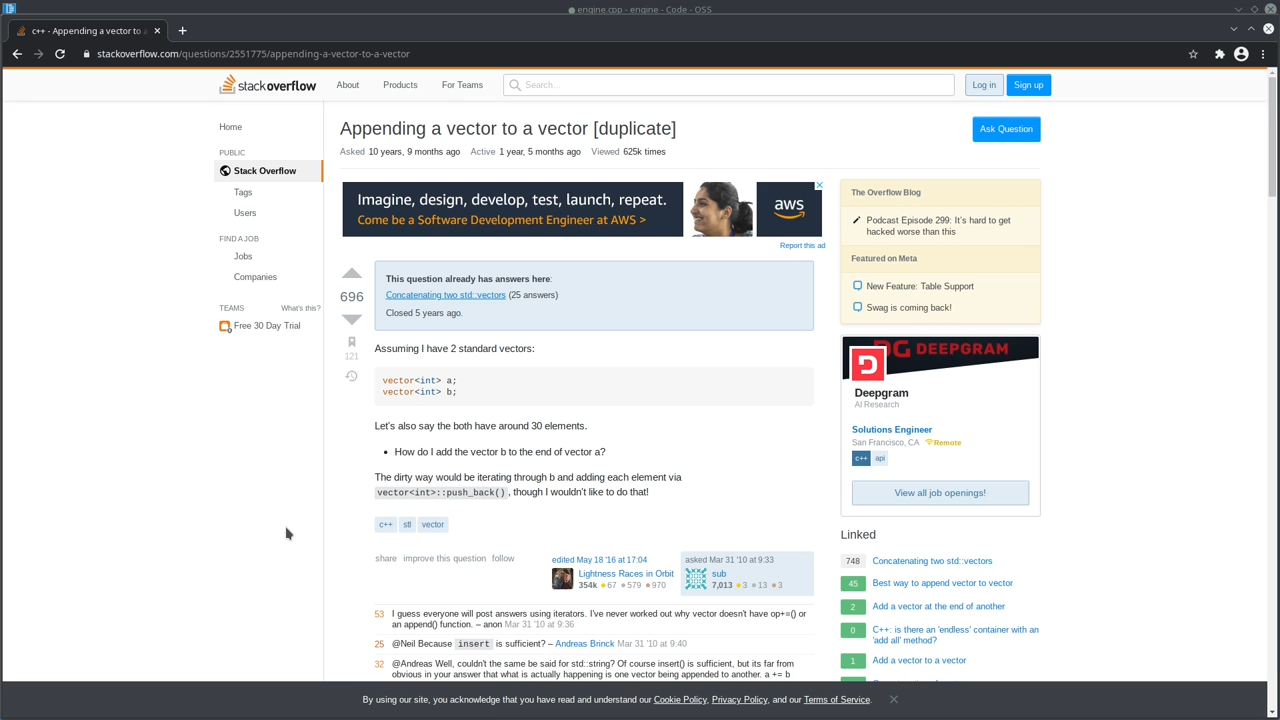 engine.cpp - engine - Code - OSS
c++ - Appending a vector to a
stackoverflow.com/questions/2551775/appending-a-vector-to-a-vector
stack overflow
About
Products
For Teams
Search...
Log in
Sign up
Home
PUBLIC
Stack Overflow
Tags
Users
FIND A JOB
Jobs
Companies
TEAMS
What's this?
Free 30 Day Trial
Appending a vector to a vector [duplicate]
Ask Question
Asked 10 years, 9 months ago Active 1 year, 5 months ago Viewed 625k times
Imagine, design, develop, test, launch, repeat.
Come be a Software Development Engineer at AWS >
aws
Report this ad
696
121
This question already has answers here:
Concatenating two std::vectors (25 answers)
Closed 5 years ago.
Assuming I have 2 standard vectors:
vector<int> a;
vector<int> b;
Let's also say the both have around 30 elements.
• How do I add the vector b to the end of vector a?
The dirty way would be iterating through b and adding each element via
vector<int>::push_back(), though I wouldn't like to do that!
c++ stl vector
share improve this question follow
edited May 18 '16 at 17:04
Lightness Races in Orbit
354k 67 579 970
asked Mar 31 '10 at 9:33
sub
7,013 3 13 3
53 I guess everyone will post answers using iterators. I've never worked out why vector doesn't have op+=() or
an append() function. – anon Mar 31 '10 at 9:36
25 @Neil Because insert is sufficient? – Andreas Brinck Mar 31 '10 at 9:40
32 @Andreas Well, couldn't the same be said for std::string? Of course insert() is sufficient, but its far from
obvious in your answer that what is actually happening is one vector being appended to another. a += b
The Overflow Blog
Podcast Episode 299: It's hard to get
hacked worse than this
Featured on Meta
New Feature: Table Support
Swag is coming back!
DEEPGRAM
Deepgram
AI Research
Solutions Engineer
San Francisco, CA Remote
c++ api
View all job openings!
Linked
748 Concatenating two std::vectors
45 Best way to append vector to vector
2 Add a vector at the end of another
0 C++: is there an 'endless' container with an
'add all' method?
1 Add a vector to a vector
By using our site, you acknowledge that you have read and understand our Cookie Policy, Privacy Policy, and our Terms of Service.